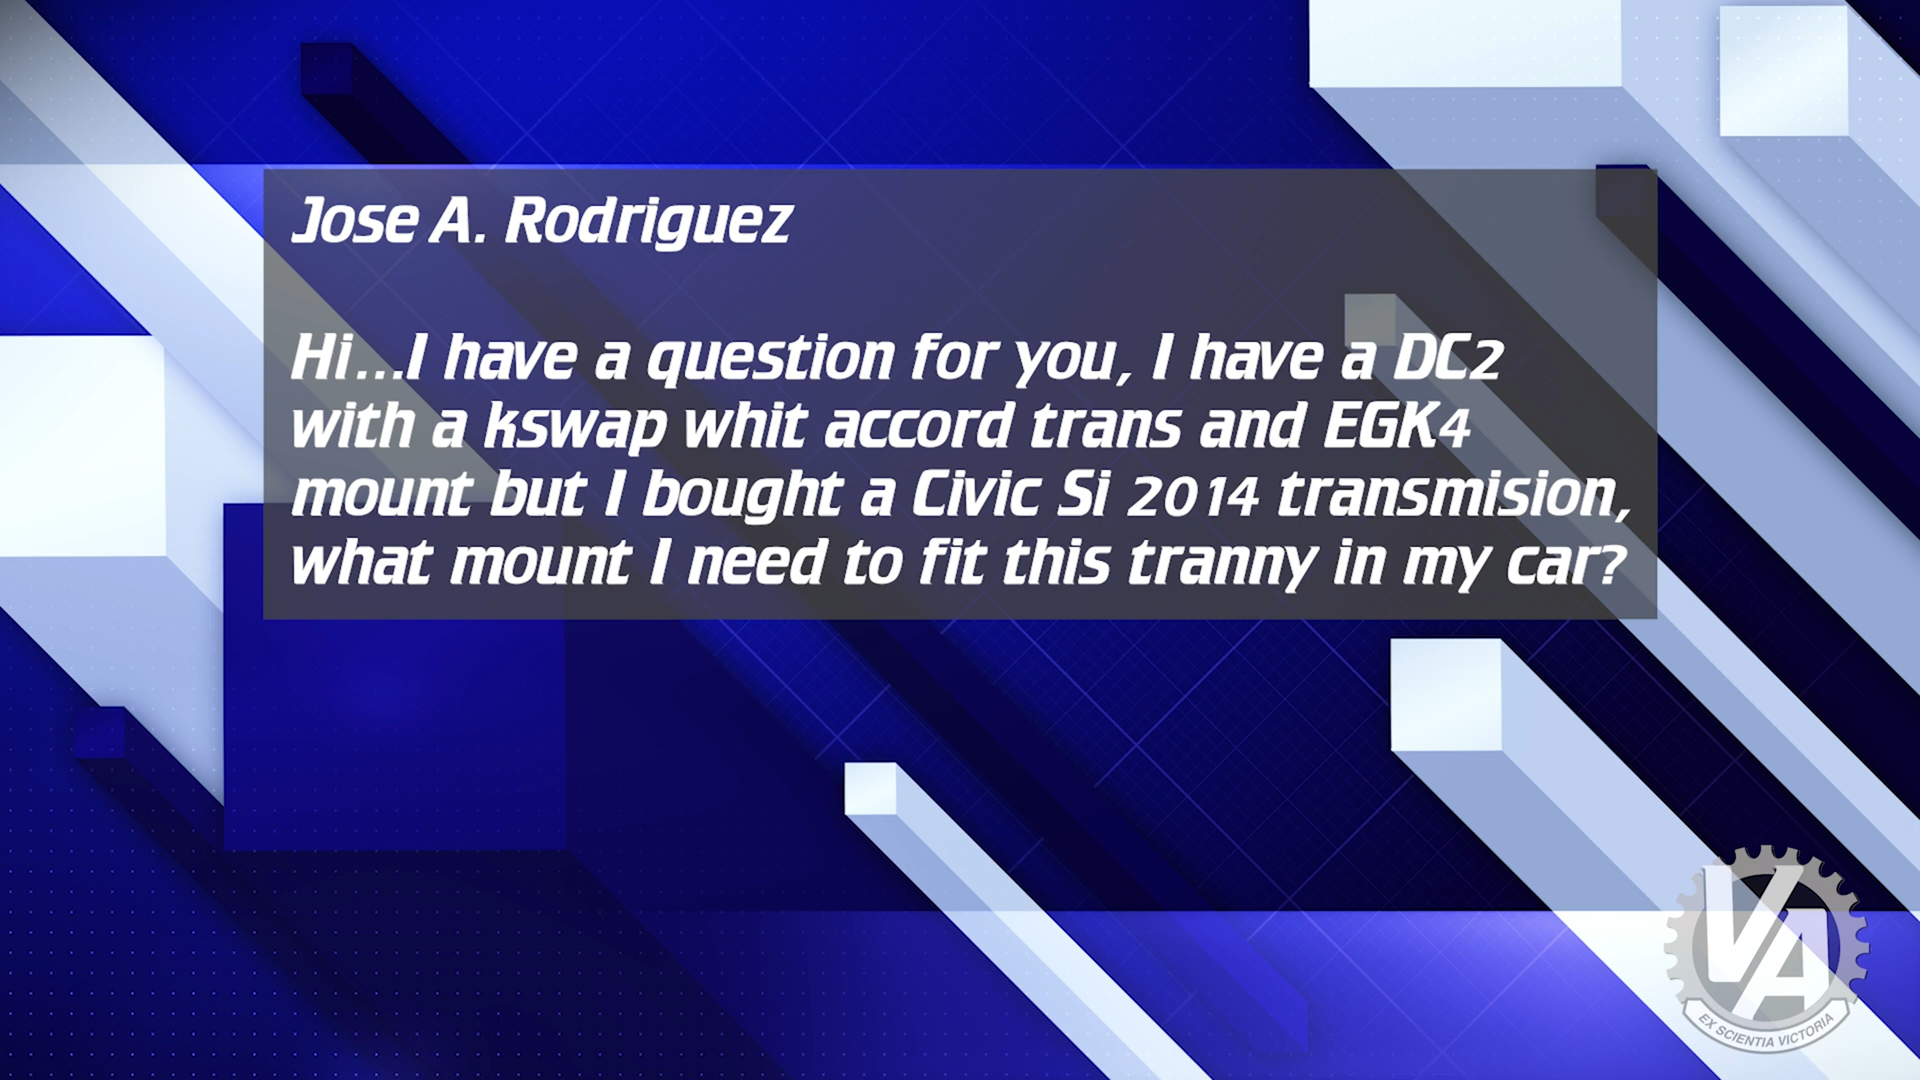 Jose A. Rodriguez
Hi...I have a question for you, I have a DC2
with a kswap whit accord trans and EGK4
mount but I bought a Civic Si 2014 transmision,
what mount I need to fit this tranny in my car?
VA
EX SCIENTIA VICTORIA